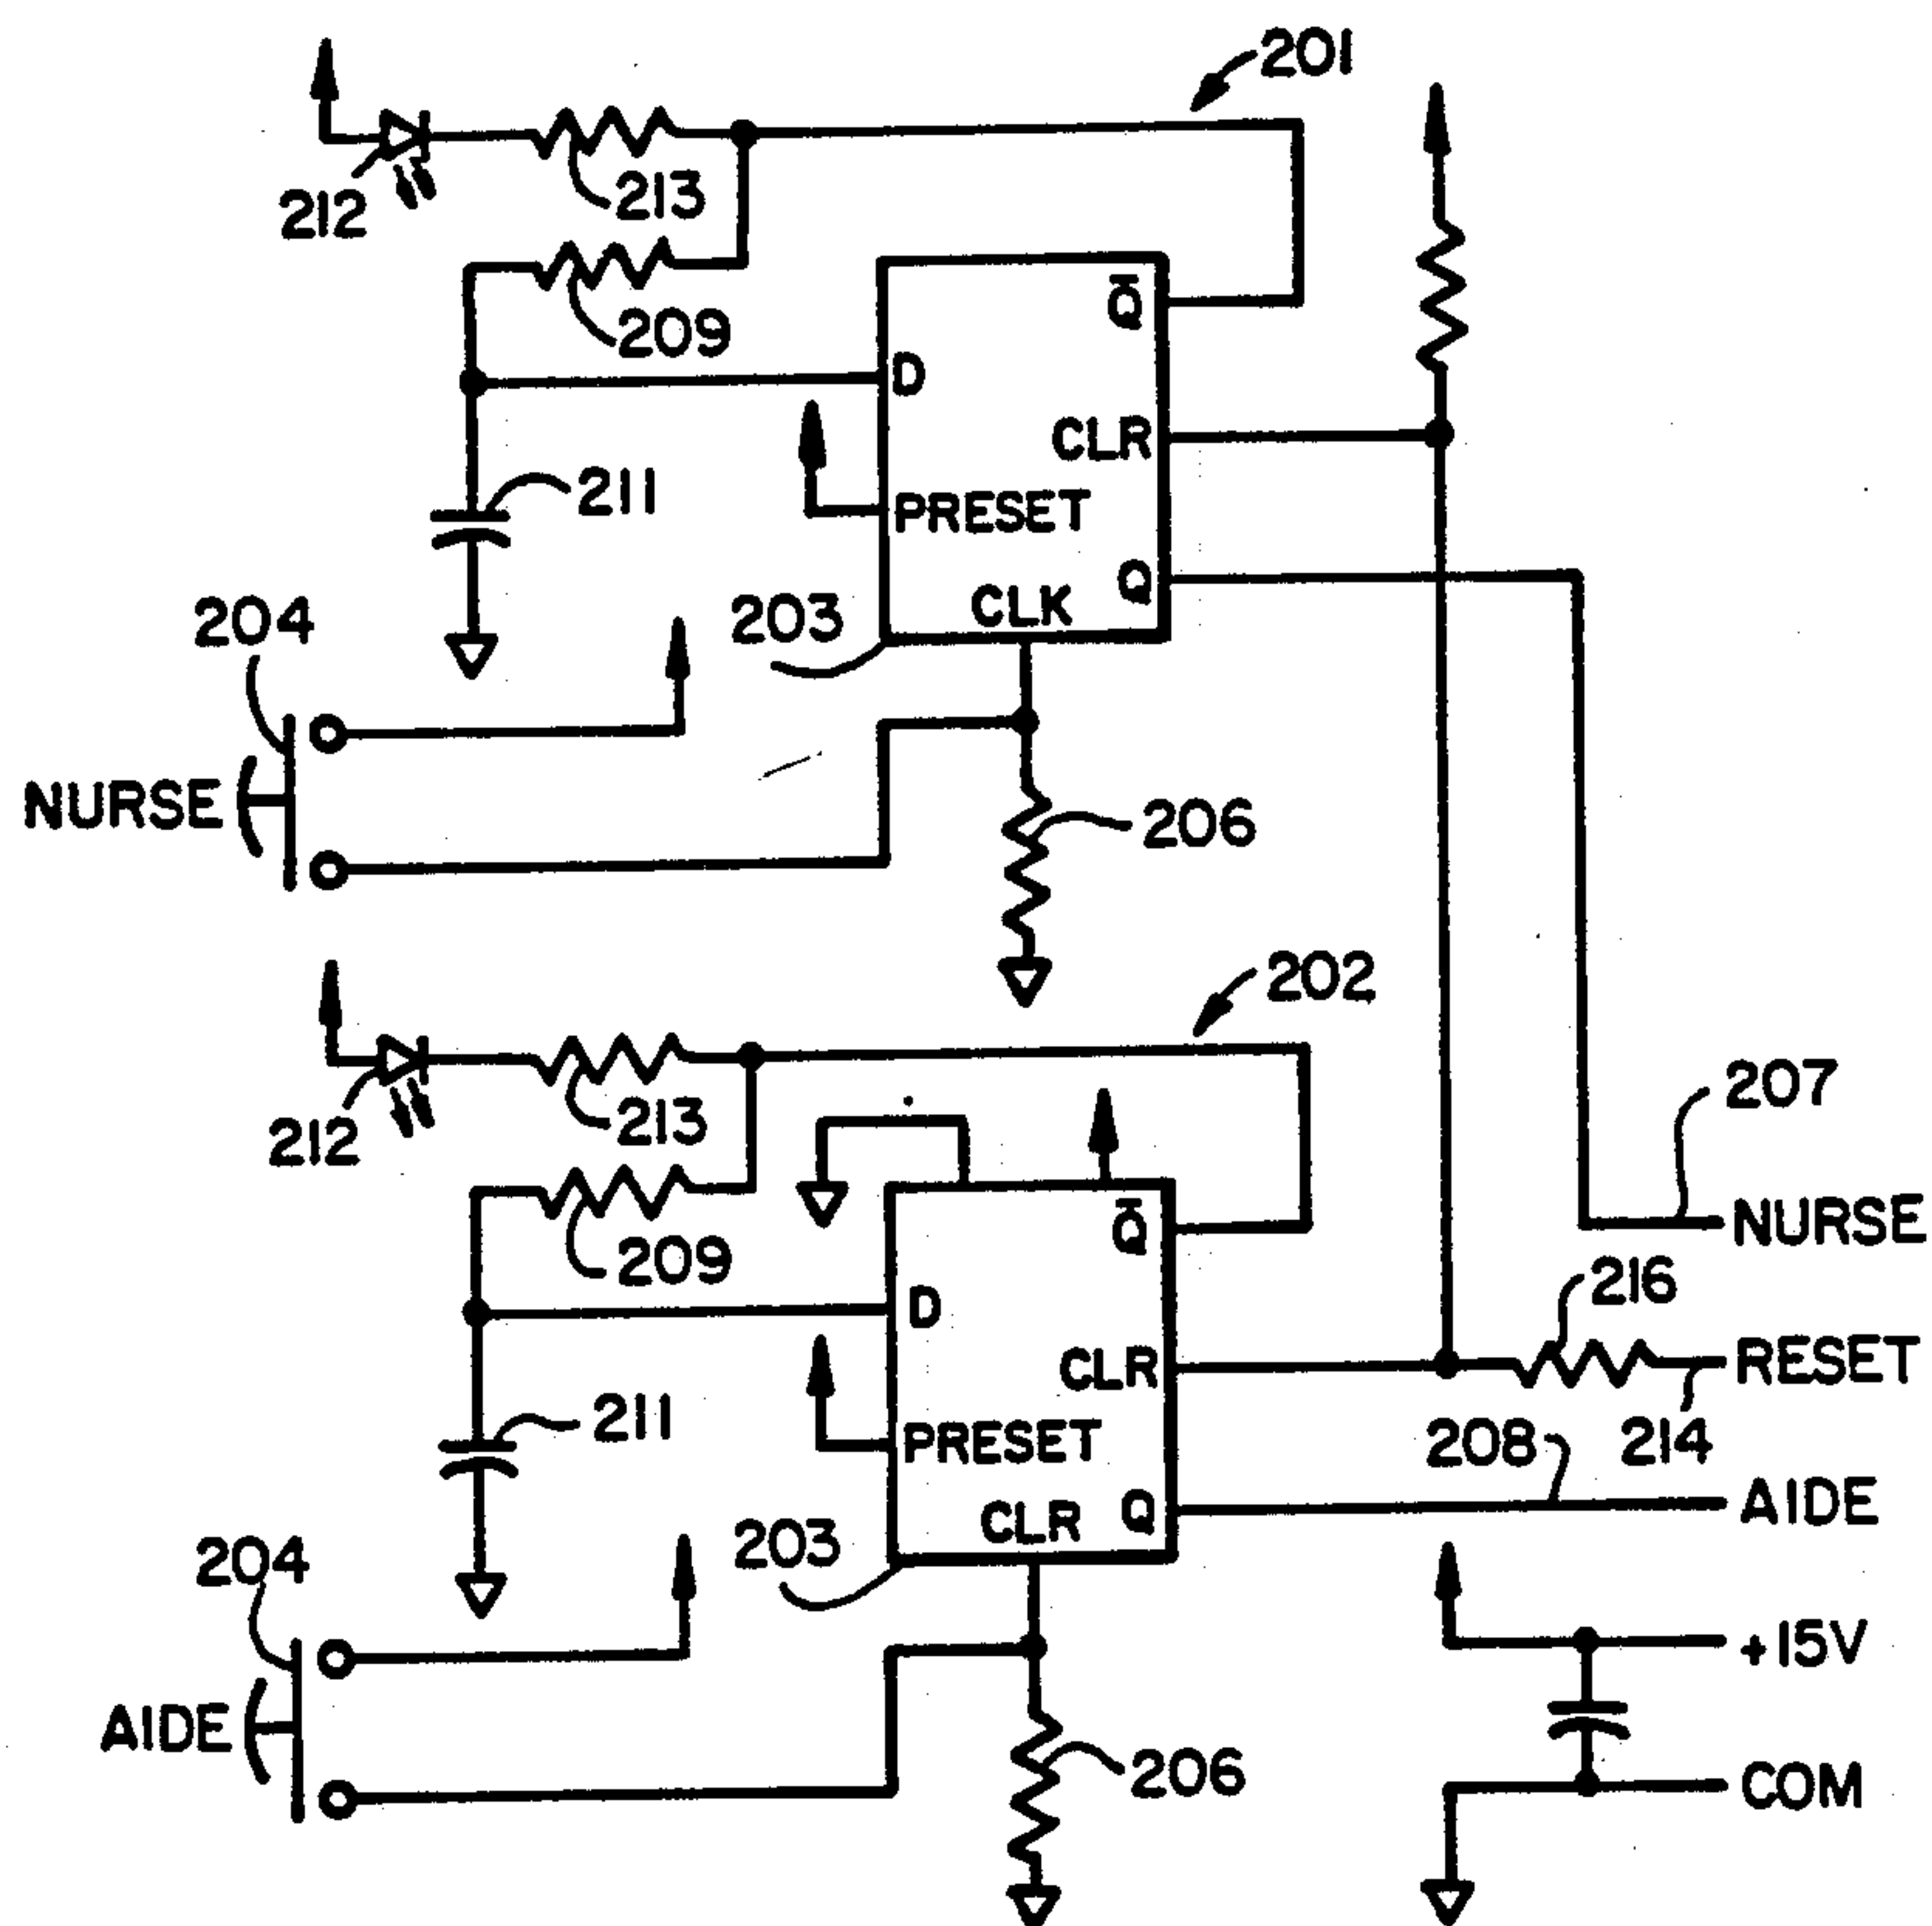 201
212
213
209
Q̄
D
CLR
211
PRESET
Q
CLK
203
204
NURSE
206
202
212
213
207
Q̄
NURSE
209
216
D
CLR
RESET
211
PRESET
208
214
CLR
Q
AIDE
203
204
+15V
AIDE
206
COM